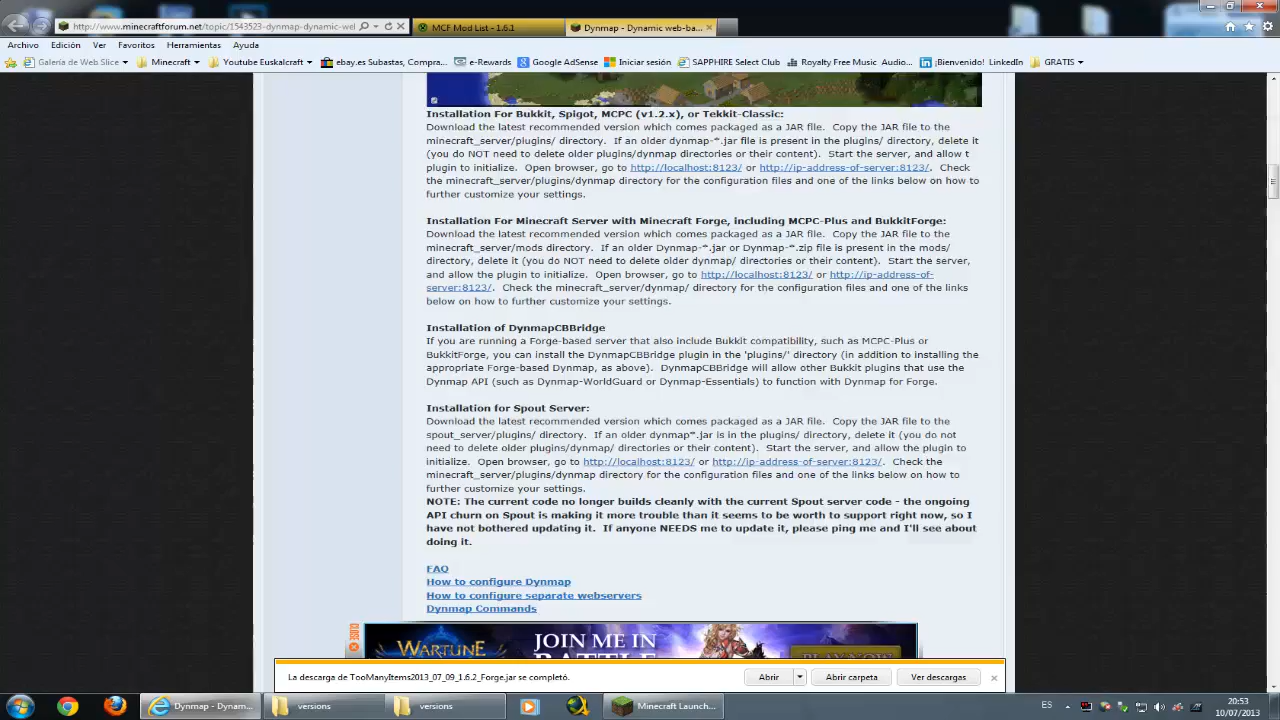 http://www.minecraftforum.net/topic/1543523-dynmap-dynamic-wel
MCF Mod List - 1.6.1
Dynmap - Dynamic web-ba...
Archivo Edición Ver Favoritos Herramientas Ayuda
Galería de Web Slice Minecraft Youtube Euskalcraft ebay.es Subastas, Compra... e-Rewards Google AdSense Iniciar sesión SAPPHIRE Select Club Royalty Free Music Audio... ¡Bienvenido! LinkedIn GRATIS
Installation For Bukkit, Spigot, MCPC (v1.2.x), or Tekkit-Classic:
Download the latest recommended version which comes packaged as a JAR file. Copy the JAR file to the
minecraft_server/plugins/ directory. If an older dynmap-*.jar file is present in the plugins/ directory, delete it
(you do NOT need to delete older plugins/dynmap directories or their content). Start the server, and allow t
plugin to initialize. Open browser, go to http://localhost:8123/ or http://ip-address-of-server:8123/. Check
the minecraft_server/plugins/dynmap directory for the configuration files and one of the links below on how to
further customize your settings.
Installation For Minecraft Server with Minecraft Forge, including MCPC-Plus and BukkitForge:
Download the latest recommended version which comes packaged as a JAR file. Copy the JAR file to the
minecraft_server/mods directory. If an older Dynmap-*.jar or Dynmap-*.zip file is present in the mods/
directory, delete it (you do NOT need to delete older dynmap/ directories or their content). Start the server,
and allow the plugin to initialize. Open browser, go to http://localhost:8123/ or http://ip-address-of-
server:8123/. Check the minecraft_server/dynmap/ directory for the configuration files and one of the links
below on how to further customize your settings.
Installation of DynmapCBBridge
If you are running a Forge-based server that also include Bukkit compatibility, such as MCPC-Plus or
BukkitForge, you can install the DynmapCBBridge plugin in the 'plugins/' directory (in addition to installing the
appropriate Forge-based Dynmap, as above). DynmapCBBridge will allow other Bukkit plugins that use the
Dynmap API (such as Dynmap-WorldGuard or Dynmap-Essentials) to function with Dynmap for Forge.
Installation for Spout Server:
Download the latest recommended version which comes packaged as a JAR file. Copy the JAR file to the
spout_server/plugins/ directory. If an older dynmap*.jar is in the plugins/ directory, delete it (you do not
need to delete older plugins/dynmap/ directories or their content). Start the server, and allow the plugin to
initialize. Open browser, go to http://localhost:8123/ or http://ip-address-of-server:8123/. Check the
minecraft_server/plugins/dynmap directory for the configuration files and one of the links below on how to
further customize your settings.
NOTE: The current code no longer builds cleanly with the current Spout server code - the ongoing
API churn on Spout is making it more trouble than it seems to be worth to support right now, so I
have not bothered updating it. If anyone NEEDS me to update it, please ping me and I'll see about
doing it.
FAQ
How to configure Dynmap
How to configure separate webservers
Dynmap Commands
CLOSE
WARTUNE
JOIN ME IN
BATTLE
PLAY NOW
La descarga de TooManyItems2013_07_09_1.6.2_Forge.jar se completó.
Abrir
Abrir carpeta
Ver descargas
Dynmap - Dynam...
versions
versions
Minecraft Launch...
ES
20:53
10/07/2013